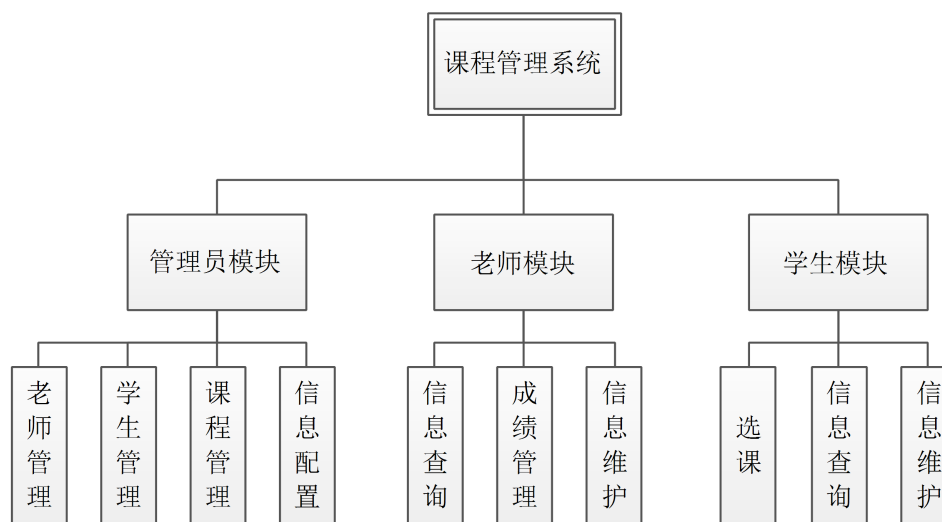 课程管理系统
管理员模块
老师模块
学生模块
老师管理
学生管理
课程管理
信息配置
信息查询
成绩管理
信息维护
选课
信息查询
信息维护